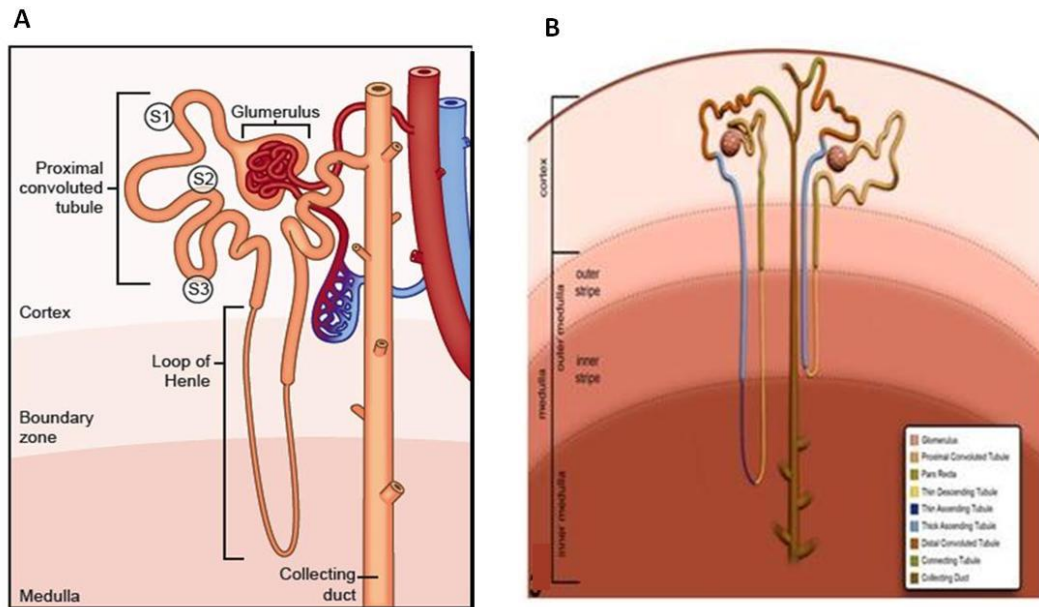 A
S1
Glumerulus
Proximal
convoluted
tubule
S2
S3
Cortex
Loop of
Henle
Boundary
zone
Collecting
duct
Medulla
B
cortex
outer
stripe
outer medulla
inner
stripe
medulla
inner medulla
Glomerulus
Proximal Convoluted Tubule
Pars Recta
Thin Descending Tubule
Thin Ascending Tubule
Thick Ascending Tubule
Distal Convoluted Tubule
Connecting Tubule
Collecting Duct